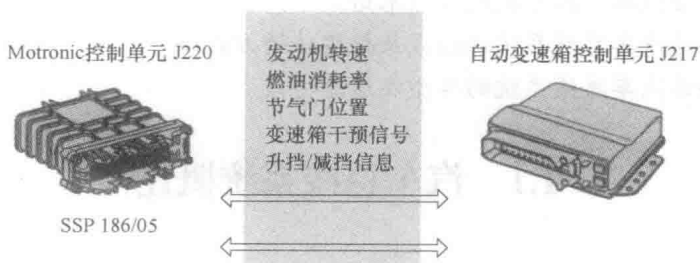 Motronic控制单元 J220
发动机转速
燃油消耗率
节气门位置
变速箱干预信号
升挡/减挡信息
自动变速箱控制单元 J217
SSP 186/05